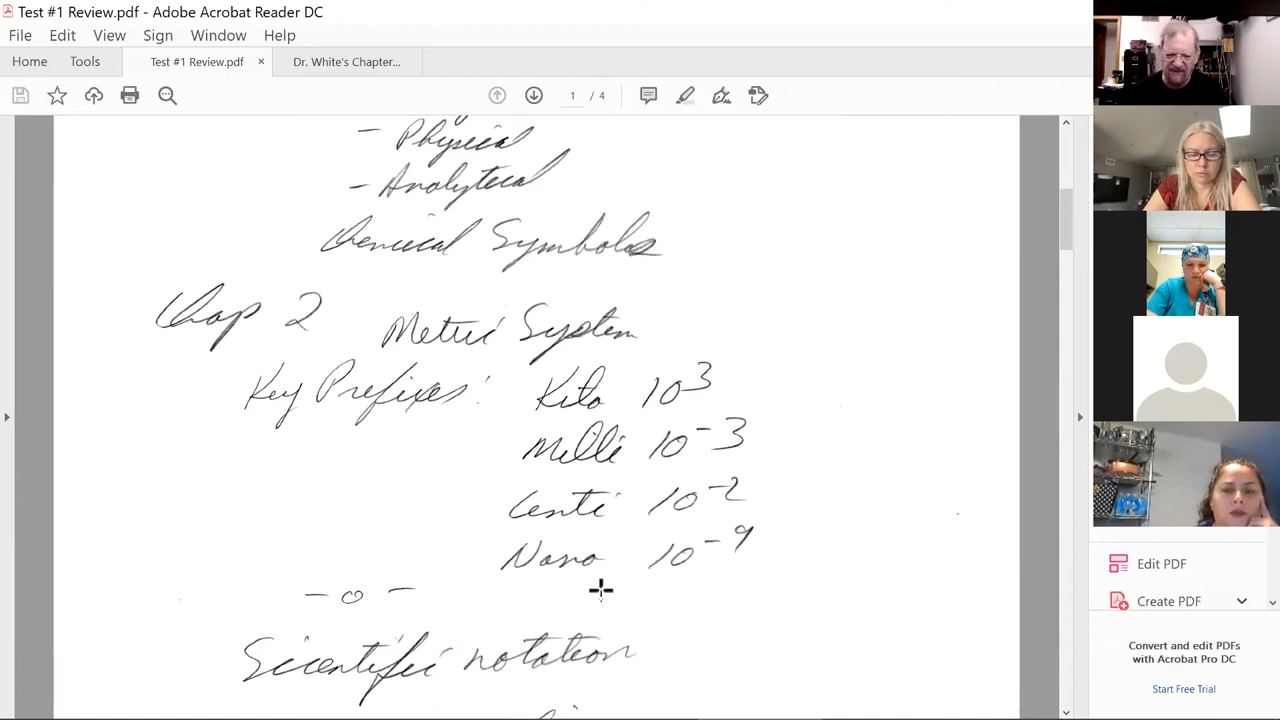 Test #1 Review.pdf - Adobe Acrobat Reader DC
File Edit View Sign Window Help
Home Tools Test #1 Review.pdf × Dr. White's Chapter...
1 / 4
- Physical
- Analytical
Chemical Symbols
Chap 2 Metric System
Key Prefixes: Kilo 10³
Milli 10⁻³
Centi 10⁻²
Nano 10⁻⁹
- o -
Scientific notation
Edit PDF
Create PDF
Convert and edit PDFs
with Acrobat Pro DC
Start Free Trial